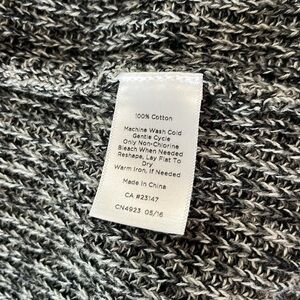 100% Cotton
Machine Wash Cold
Gentle Cycle
Only Non-Chlorine
Bleach When Needed
Reshape, Lay Flat To
Dry
Warm Iron, If Needed
Made In China
CA #23147
CN4923 05/16